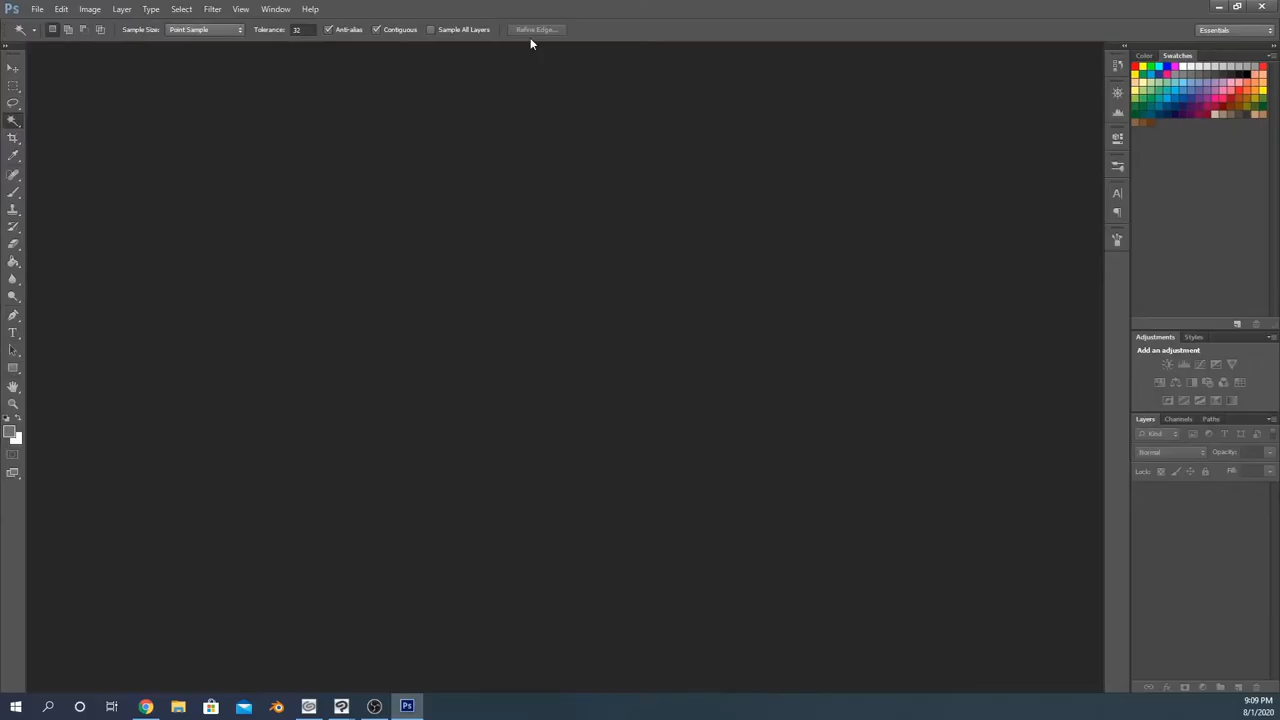 Ps File Edit Image Layer Type Select Filter View Window Help
Sample Size: Point Sample Tolerance: 32 Anti-alias Contiguous Sample All Layers Refine Edge... Essentials
Color Swatches
Adjustments Styles
Add an adjustment
Layers Channels Paths
Kind
Normal Opacity:
Lock: Fill:
Ps
9:09 PM
8/1/2020